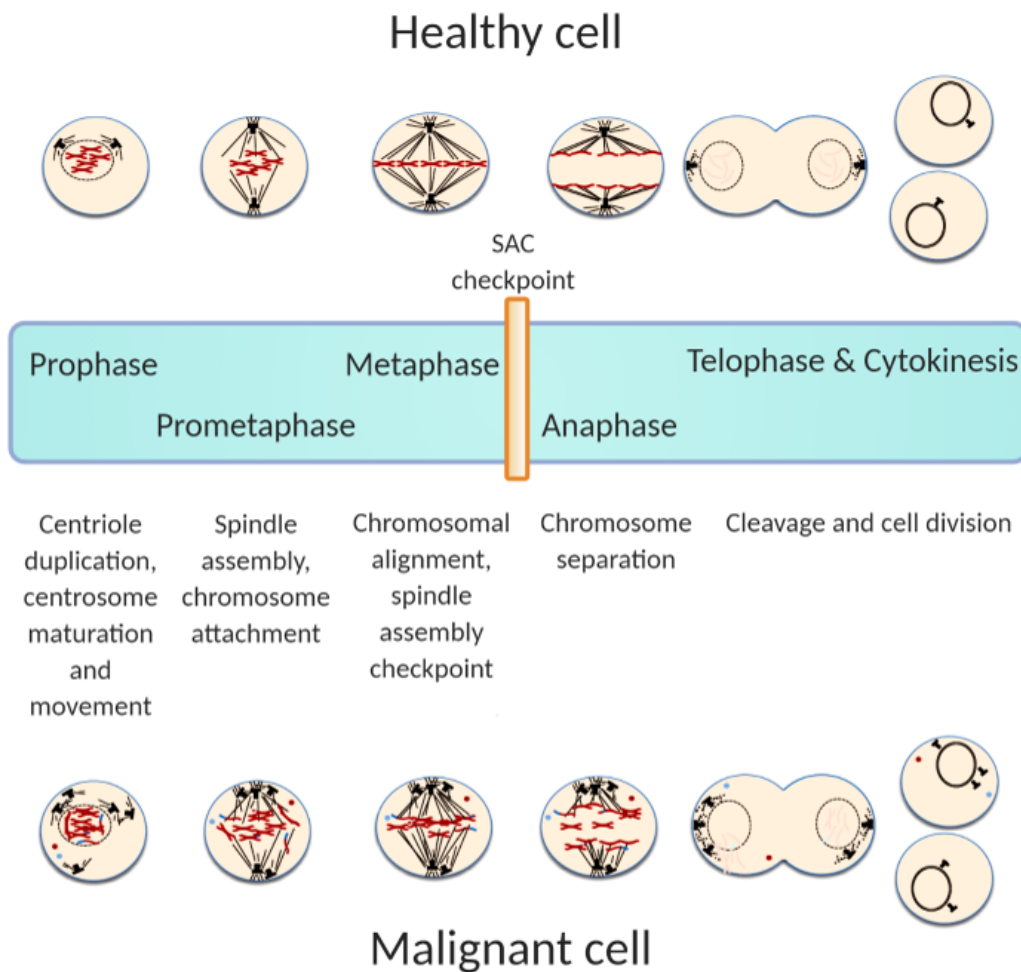 Healthy cell
SAC
checkpoint
Prophase
Metaphase
Telophase & Cytokinesis
Prometaphase
Anaphase
Centriole
duplication,
centrosome
maturation
and
movement
Spindle
assembly,
chromosome
attachment
Chromosomal
alignment,
spindle
assembly
checkpoint
Chromosome
separation
Cleavage and cell division
Malignant cell